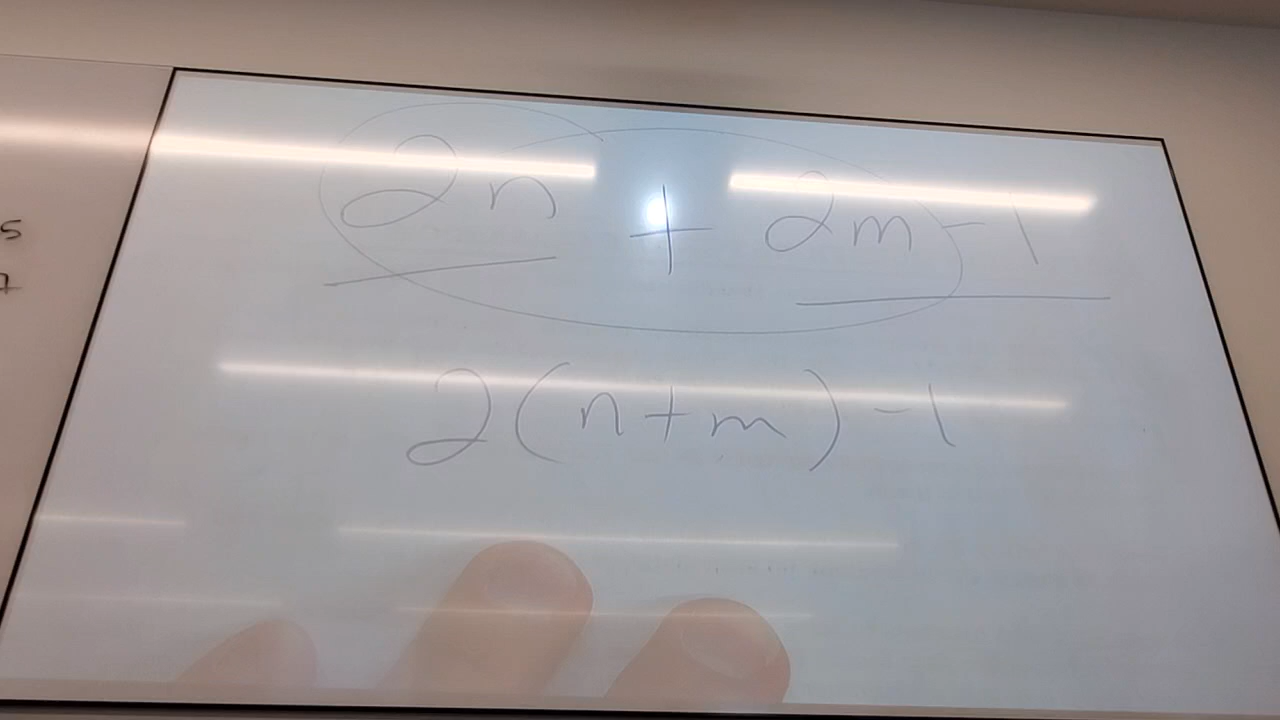 s
2n + 2m - 1
2(n+m) - 1